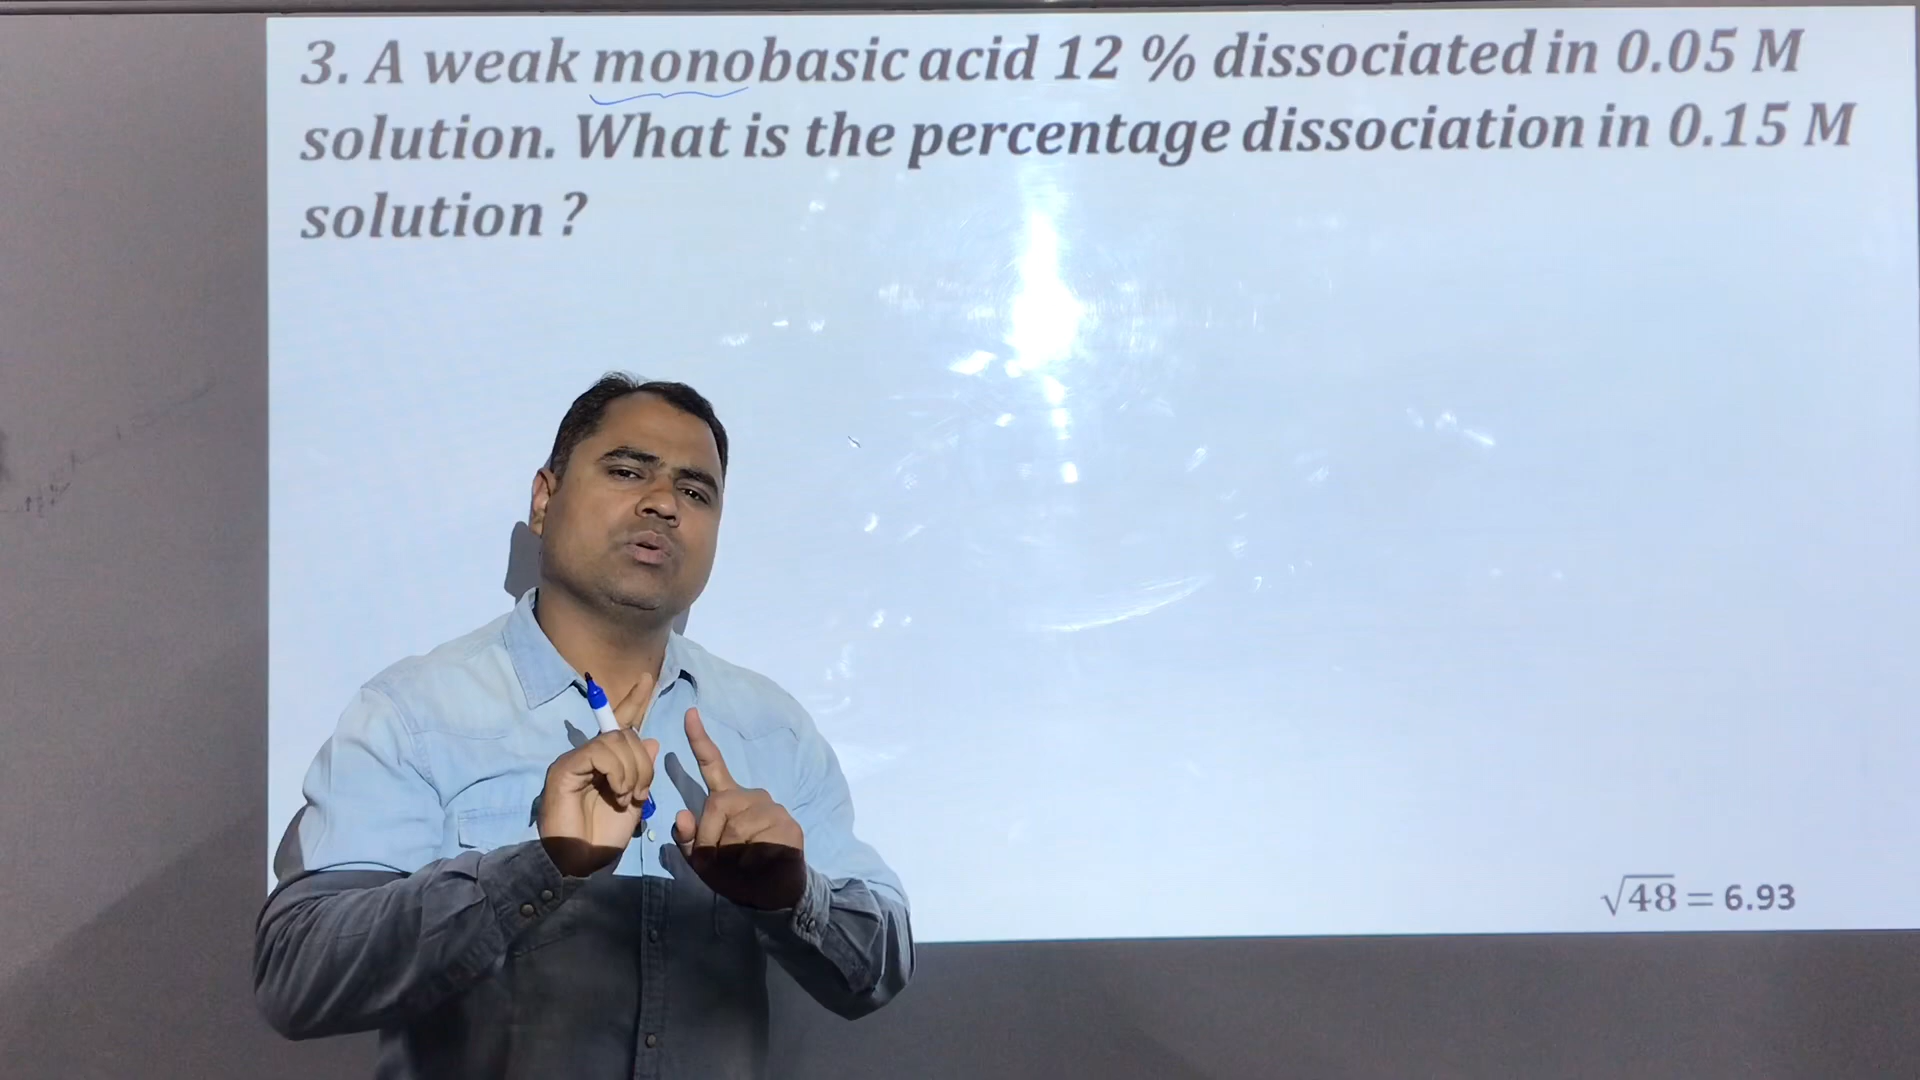 3. A weak monobasic acid 12 % dissociated in 0.05 M
solution. What is the percentage dissociation in 0.15 M
solution ?
√48 = 6.93